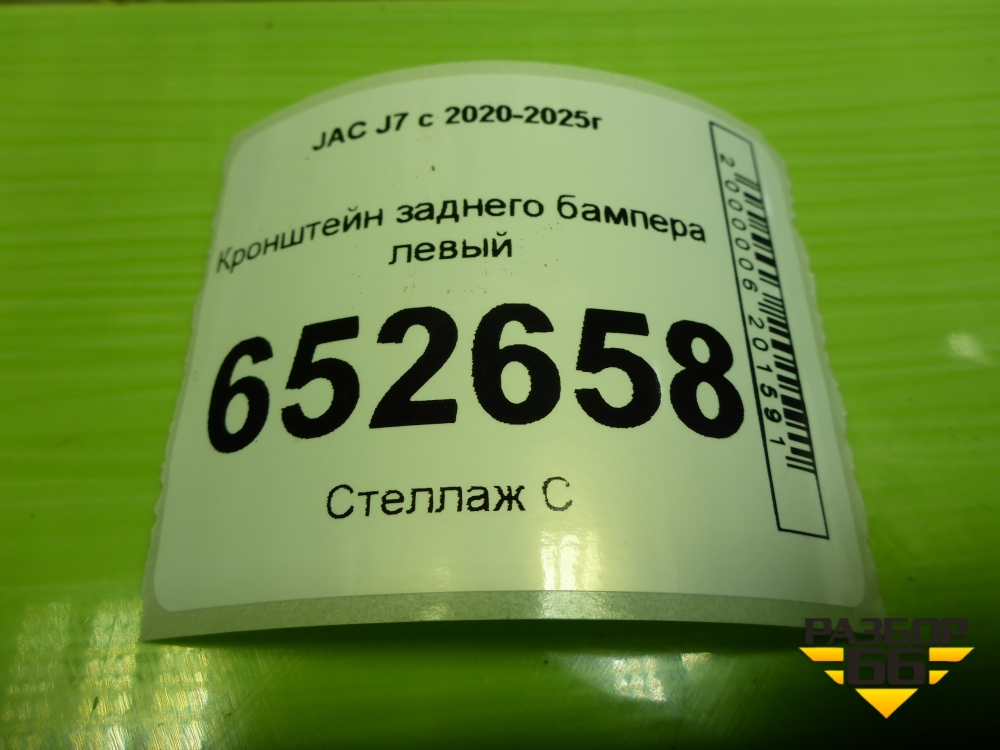 JAC J7 с 2020-2025г
Кронштейн заднего бампера
левый
652658
Стеллаж С
2000006201591
РАЗБОР
66